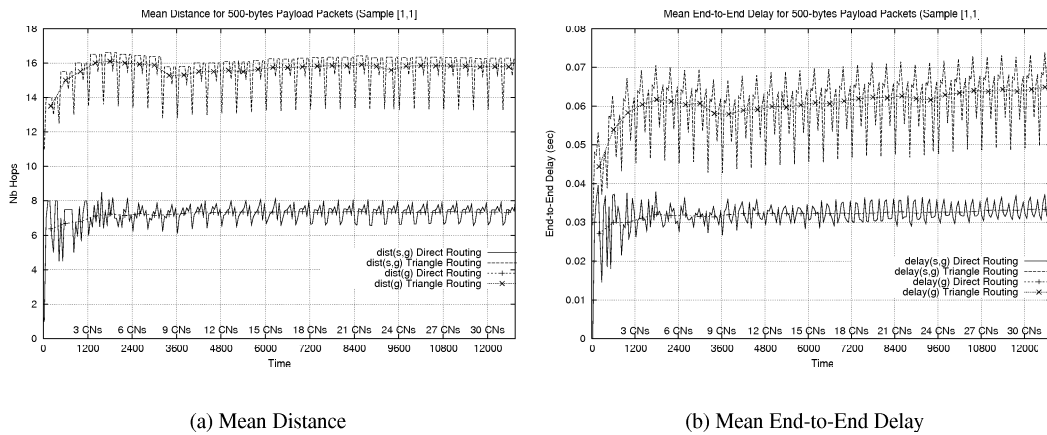 Mean Distance for 500-bytes Payload Packets (Sample [1,1]
18
16
14
12
10
8
6
4
2
0
Nb Hops
dist(s,g) Direct Routing
dist(s,g) Triangle Routing
dist(g) Direct Routing
dist(g) Triangle Routing
3 CNs 6 CNs 9 CNs 12 CNs 15 CNs 18 CNs 21 CNs 24 CNs 27 CNs 30 CNs
0 1200 2400 3600 4800 6000 7200 8400 9600 10800 12000
Time
(a) Mean Distance
Mean End-to-End Delay for 500-bytes Payload Packets (Sample [1,1
0.08
0.07
0.06
0.05
0.04
0.03
0.02
0.01
0
End-to-End Delay (sec)
delay(s,g) Direct Routing
delay(s,g) Triangle Routing
delay(g) Direct Routing
delay(g) Triangle Routing
3 CNs 6 CNs 9 CNs 12 CNs 15 CNs 18 CNs 21 CNs 24 CNs 27 CNs 30 CNs
0 1200 2400 3600 4800 6000 7200 8400 9600 10800 12000
Time
(b) Mean End-to-End Delay